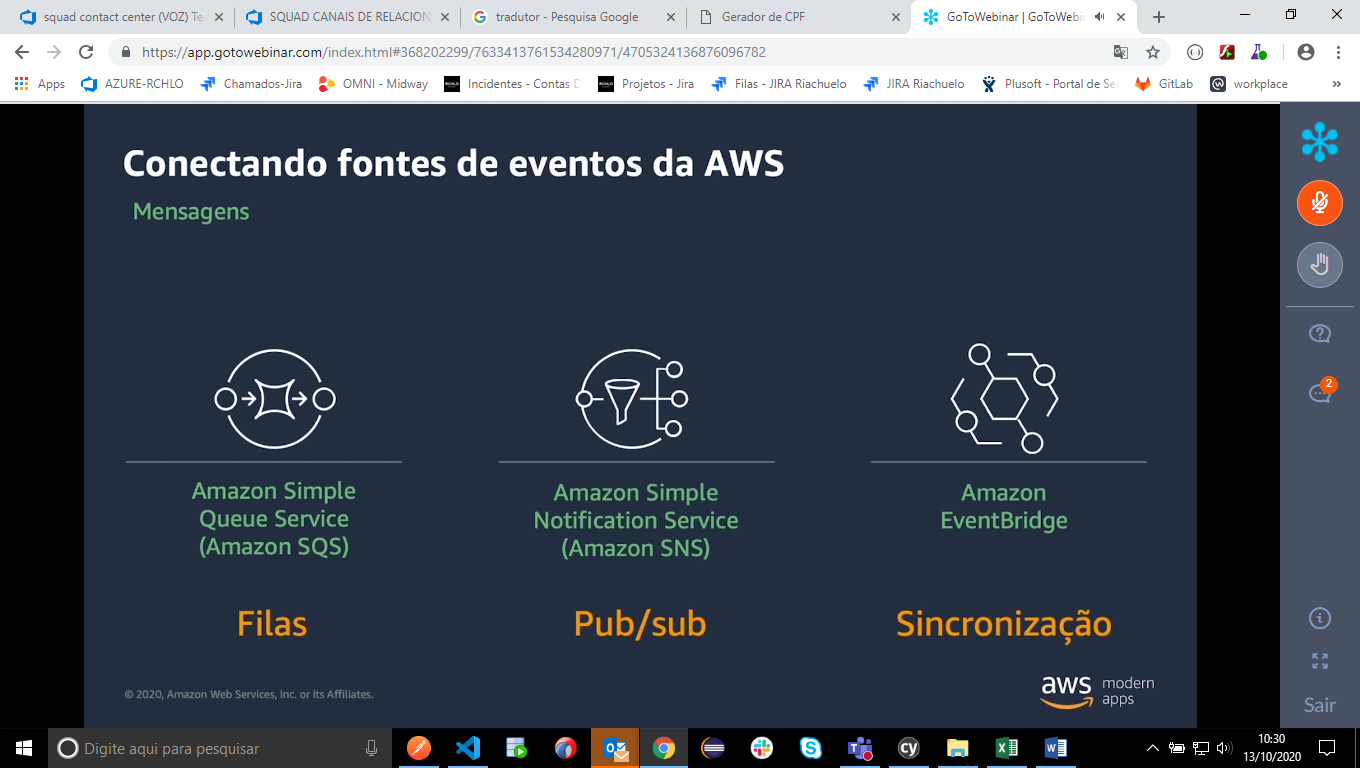 squad contact center (VOZ) Te
SQUAD CANAIS DE RELACION
tradutor - Pesquisa Google
Gerador de CPF
GoToWebinar | GoToWebin
https://app.gotowebinar.com/index.html#368202299/7633413761534280971/4705324136876096782
Apps
AZURE-RCHLO
Chamados-Jira
OMNI - Midway
Incidentes - Contas D
Projetos - Jira
Filas - JIRA Riachuelo
JIRA Riachuelo
Plusoft - Portal de Se
GitLab
workplace
»
Conectando fontes de eventos da AWS
Mensagens
Amazon Simple
Queue Service
(Amazon SQS)
Filas
Amazon Simple
Notification Service
(Amazon SNS)
Pub/sub
Amazon
EventBridge
Sincronização
© 2020, Amazon Web Services, Inc. or its Affiliates.
aws
modern
apps
2
Sair
Digite aqui para pesquisar
cy
10:30
13/10/2020